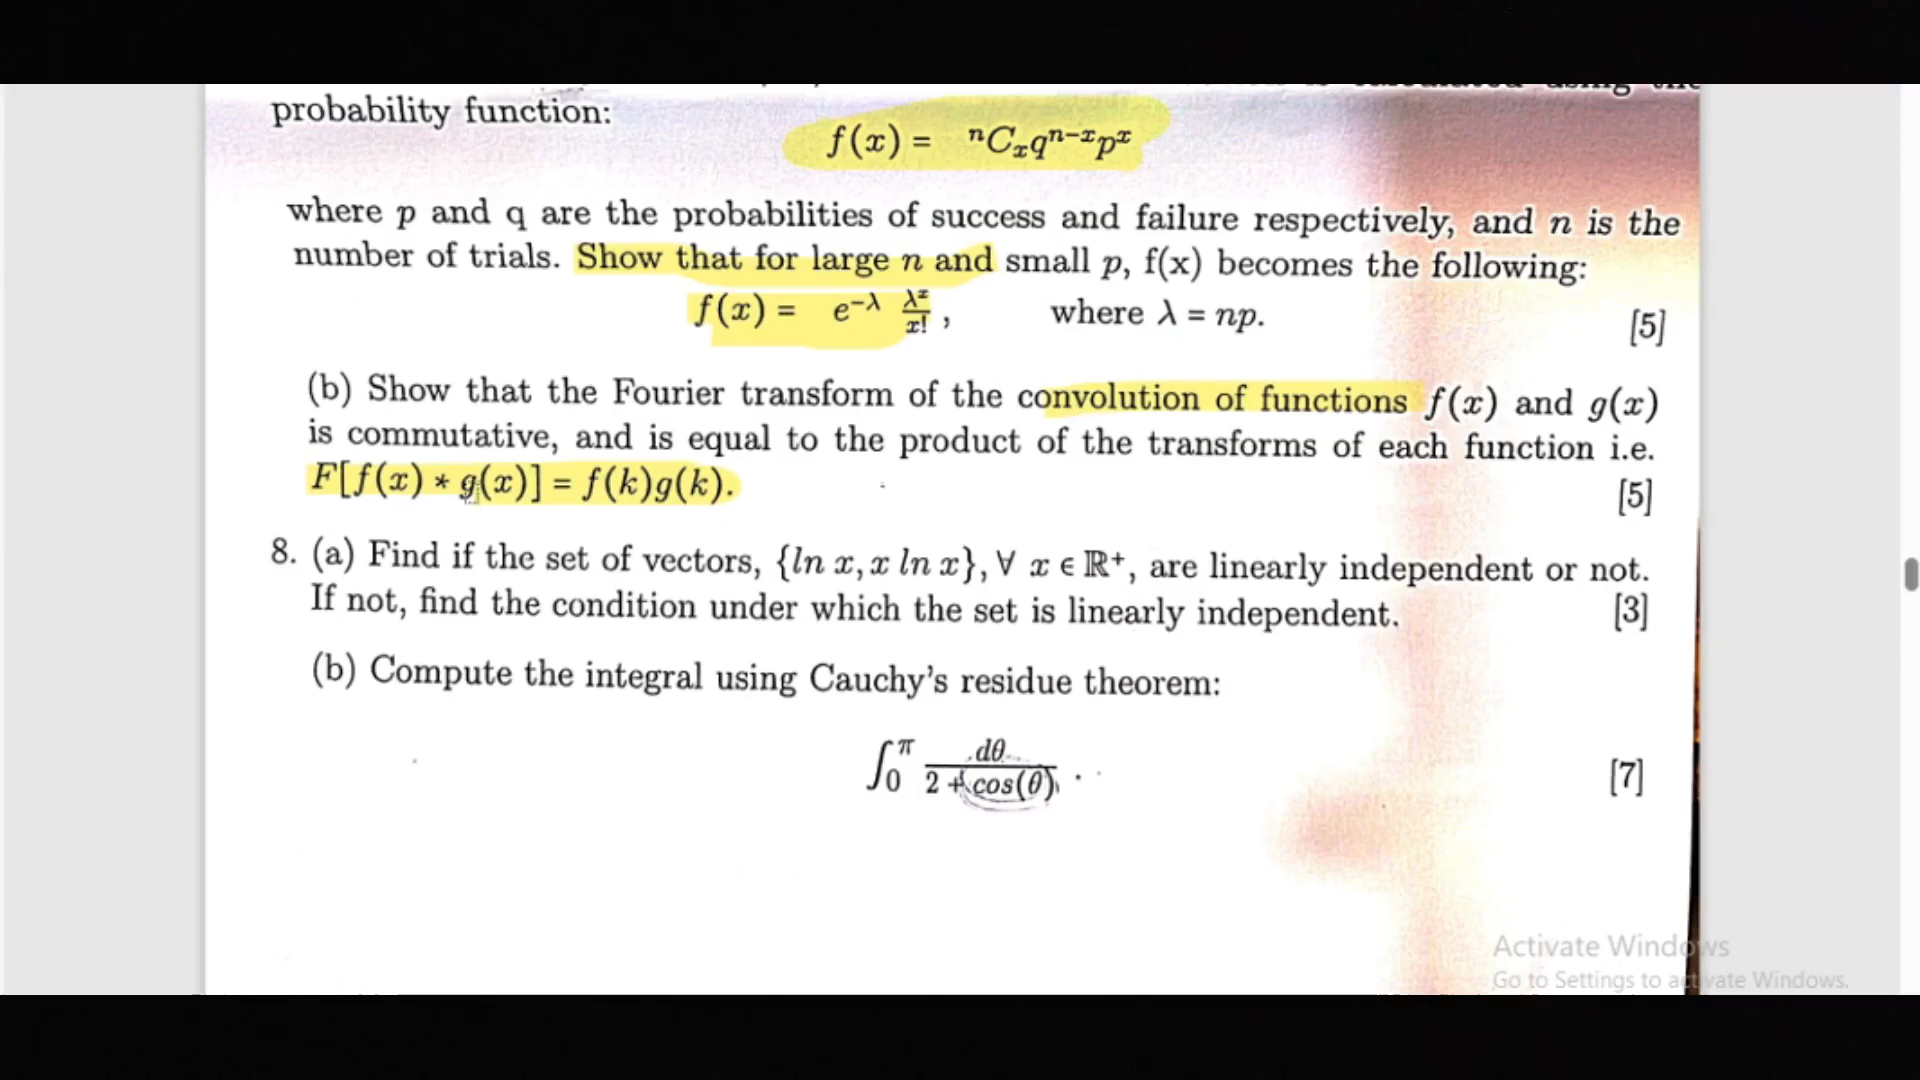 probability function:
f(x) = ⁿCₓqⁿ⁻ˣpˣ
where p and q are the probabilities of success and failure respectively, and n is the
number of trials. Show that for large n and small p, f(x) becomes the following:
f(x) = e^{-λ} λ^x/x! , where λ = np. [5]
(b) Show that the Fourier transform of the convolution of functions f(x) and g(x)
is commutative, and is equal to the product of the transforms of each function i.e.
F[f(x) * g(x)] = f(k)g(k). [5]
8. (a) Find if the set of vectors, {ln x, x ln x}, ∀ x ϵ ℝ⁺, are linearly independent or not.
If not, find the condition under which the set is linearly independent. [3]
(b) Compute the integral using Cauchy's residue theorem:
∫₀^π dθ/(2 + cos(θ)) . [7]
Activate Windows
Go to Settings to activate Windows.